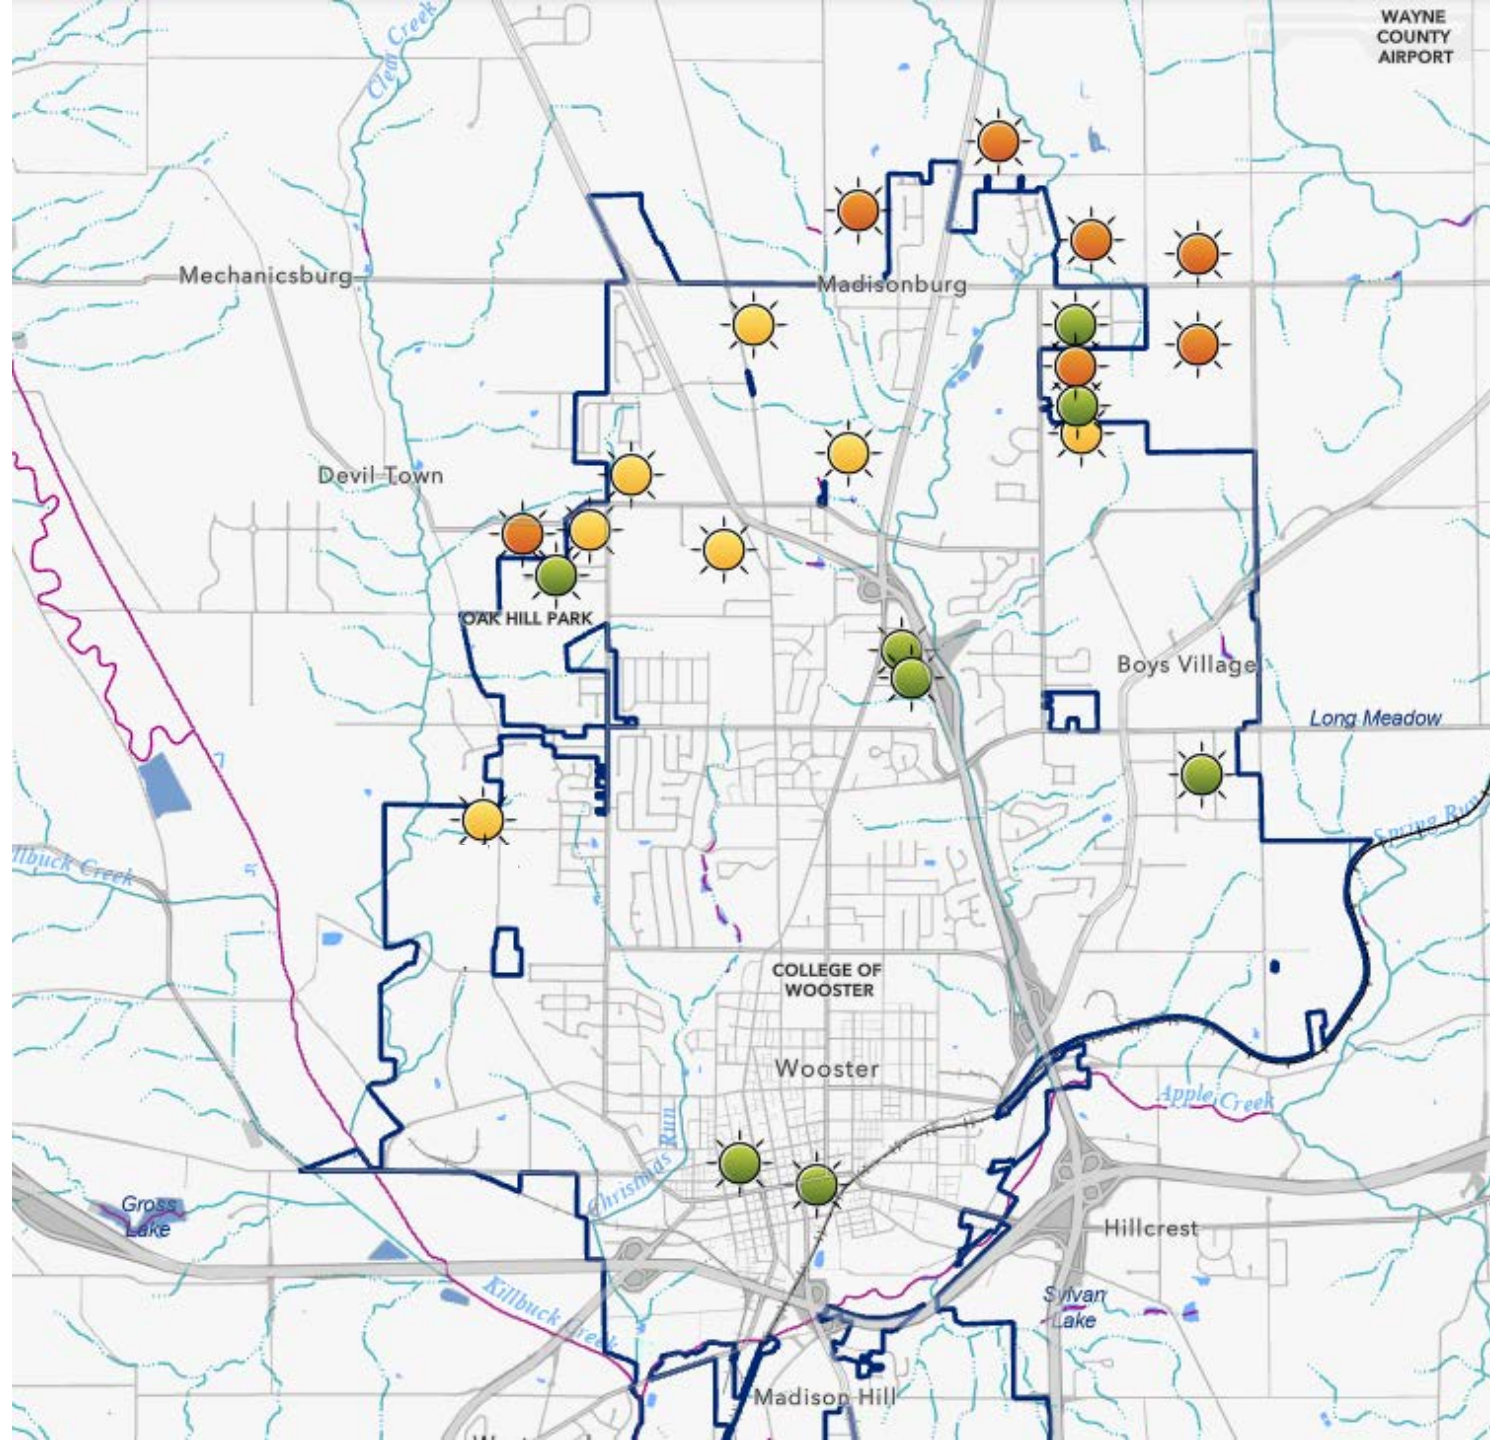 WAYNE
COUNTY
AIRPORT
Clear Creek
Mechanicsburg
Madisonburg
Devil Town
OAK HILL PARK
Boys Village
Long Meadow
Spring Run
llbuck Creek
COLLEGE OF
WOOSTER
Wooster
Apple Creek
Christmas Run
Gross
Lake
Hillcrest
Killbuck Creek
Sylvan
Lake
Madison Hill